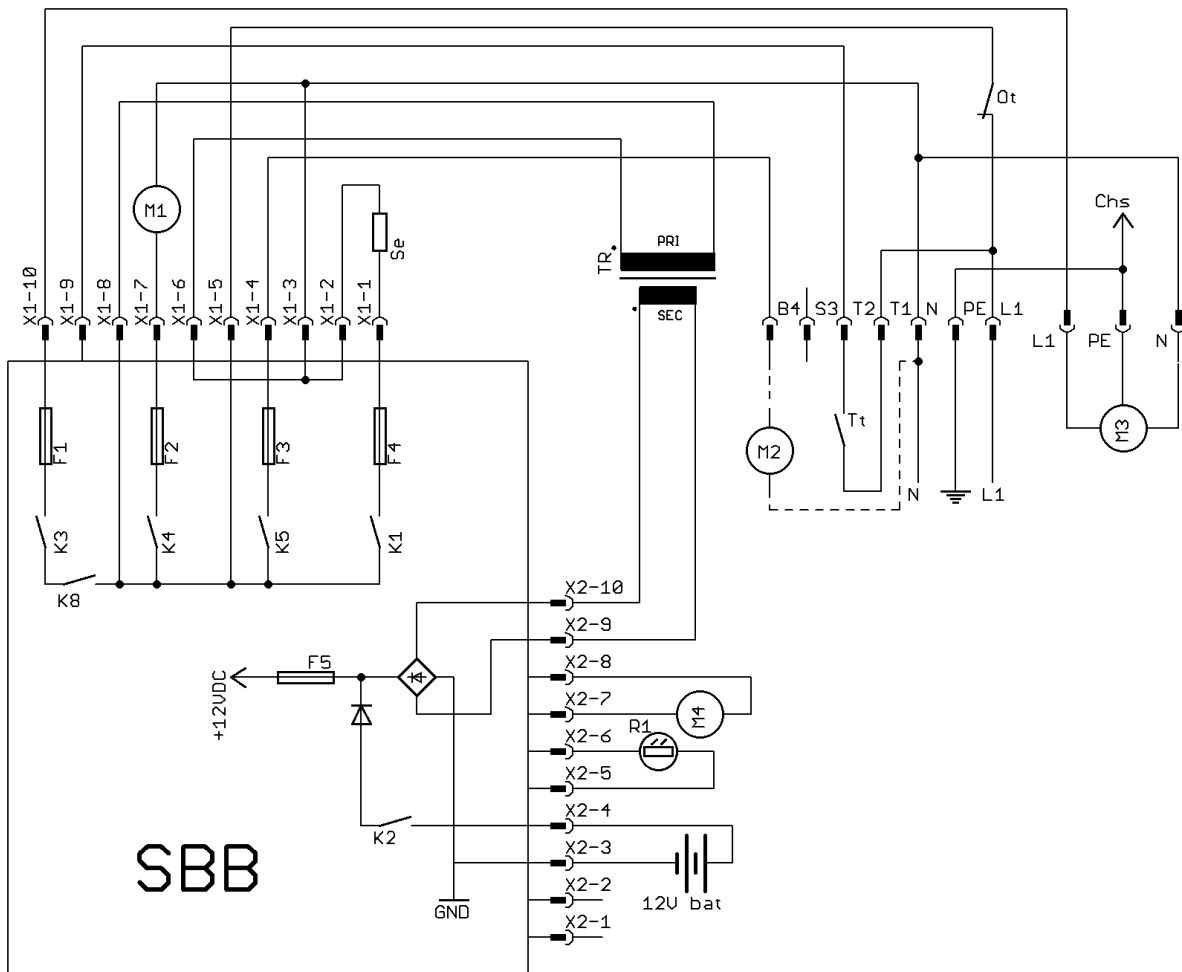 Ot
Chs
M1
Se
PRI
TR
SEC
X1-10
X1-9
X1-8
X1-7
X1-6
X1-5
X1-4
X1-3
X1-2
X1-1
B4
S3
T2
T1
N
PE
L1
L1
PE
N
F1
F2
F3
F4
Tt
M2
M3
N
L1
K3
K4
K5
K1
K8
X2-10
X2-9
X2-8
X2-7
X2-6
X2-5
X2-4
X2-3
X2-2
X2-1
F5
+12VDC
M4
R1
K2
SBB
12V bat
GND